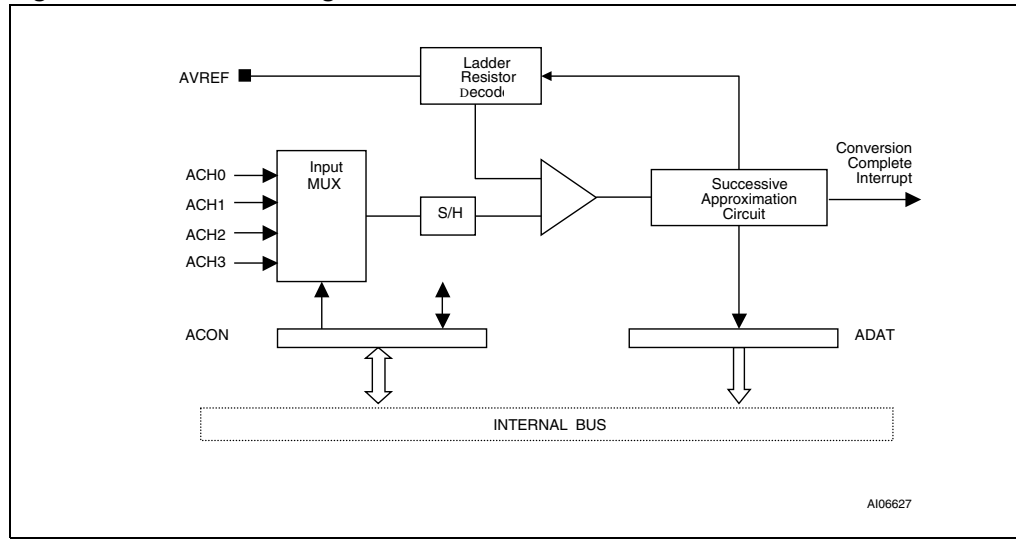 Ladder
Resistor
Decode
AVREF
Conversion
Complete
Interrupt
Input
MUX
ACH0
ACH1
ACH2
ACH3
S/H
Successive
Approximation
Circuit
ACON
ADAT
INTERNAL BUS
AI06627